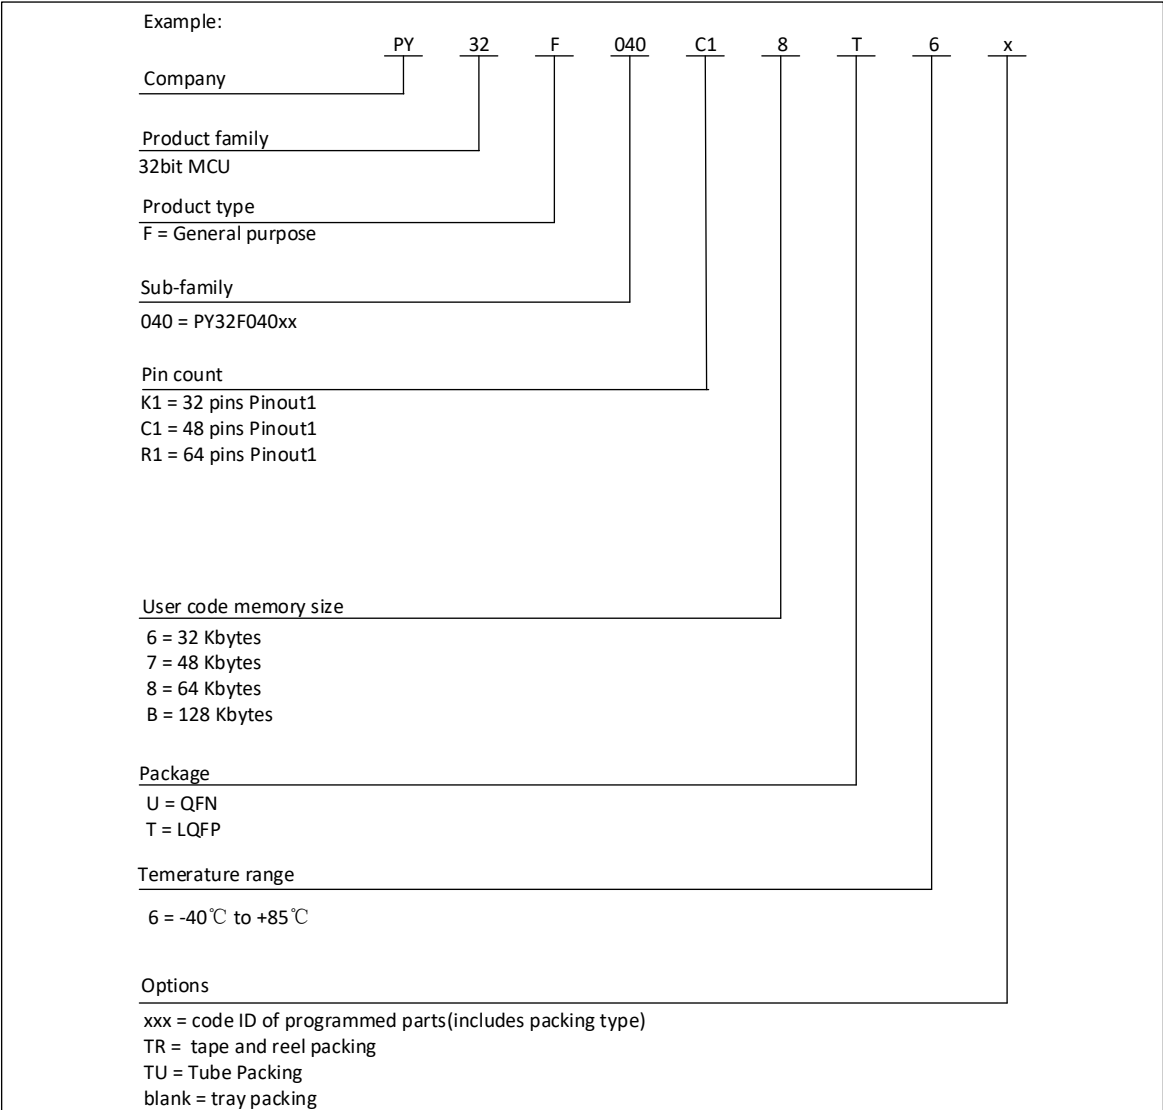 Example:
PY 32 F 040 C1 8 T 6 x
Company
Product family
32bit MCU
Product type
F = General purpose
Sub-family
040 = PY32F040xx
Pin count
K1 = 32 pins Pinout1
C1 = 48 pins Pinout1
R1 = 64 pins Pinout1
User code memory size
6 = 32 Kbytes
7 = 48 Kbytes
8 = 64 Kbytes
B = 128 Kbytes
Package
U = QFN
T = LQFP
Temerature range
6 = -40℃ to +85℃
Options
xxx = code ID of programmed parts(includes packing type)
TR = tape and reel packing
TU = Tube Packing
blank = tray packing